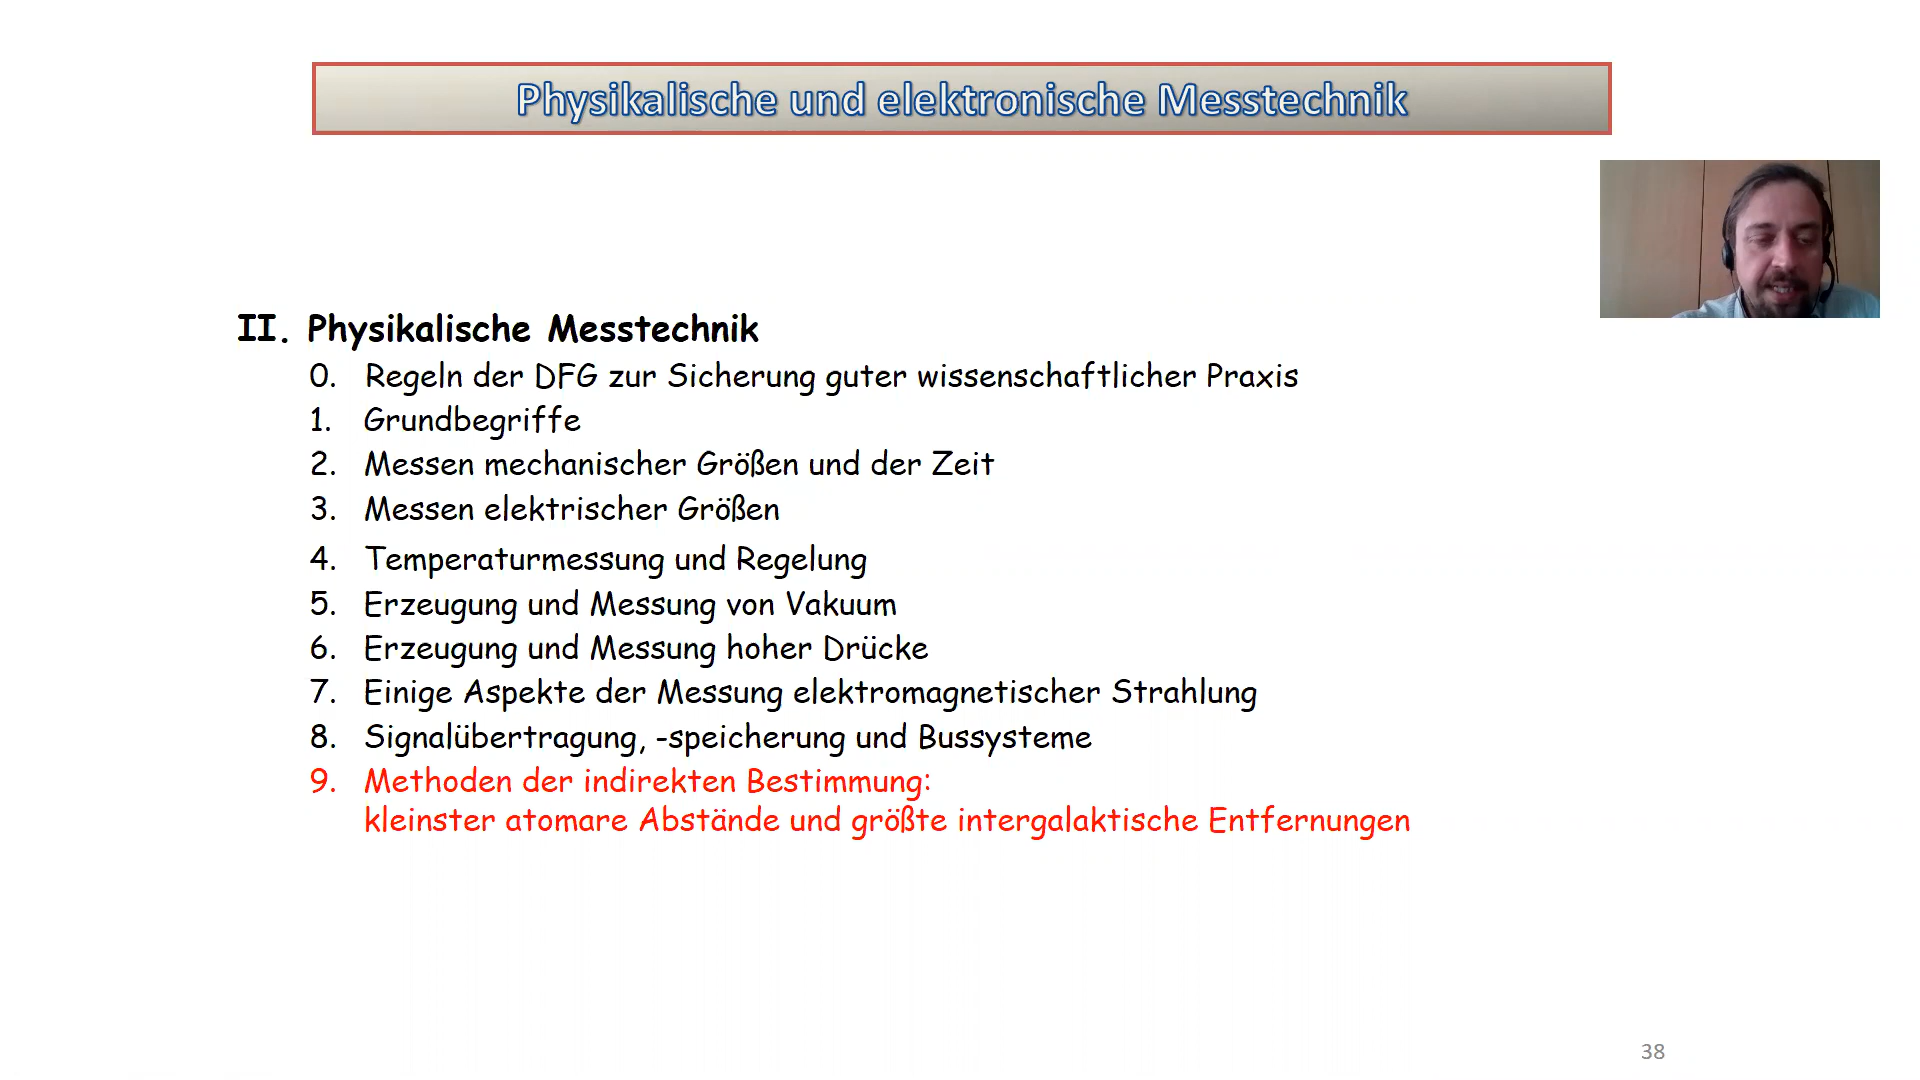 Physikalische und elektronische Messtechnik
II. Physikalische Messtechnik
0. Regeln der DFG zur Sicherung guter wissenschaftlicher Praxis
1. Grundbegriffe
2. Messen mechanischer Größen und der Zeit
3. Messen elektrischer Größen
4. Temperaturmessung und Regelung
5. Erzeugung und Messung von Vakuum
6. Erzeugung und Messung hoher Drücke
7. Einige Aspekte der Messung elektromagnetischer Strahlung
8. Signalübertragung, -speicherung und Bussysteme
9. Methoden der indirekten Bestimmung:
kleinster atomare Abstände und größte intergalaktische Entfernungen
38